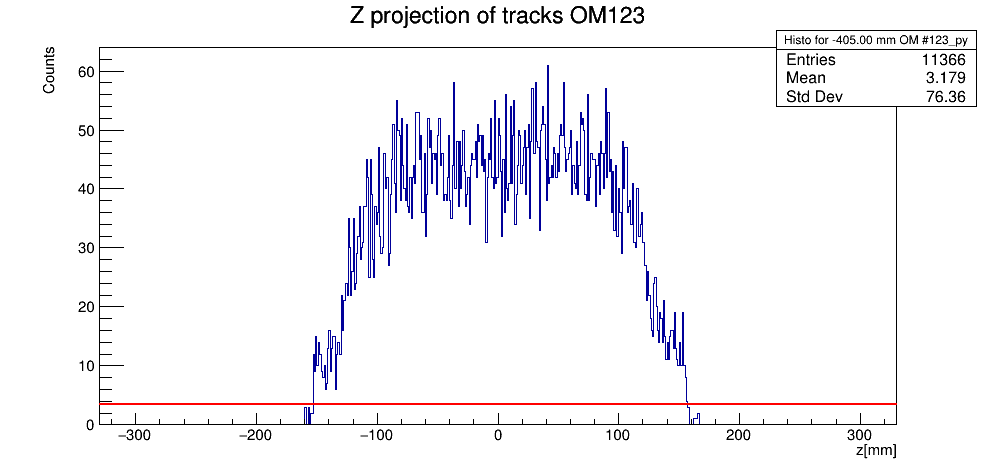 Z projection of tracks OM123
Histo for -405.00 mm OM #123_py
Entries 11366
Mean 3.179
Std Dev 76.36
Counts
60
50
40
30
20
10
0
−300 −200 −100 0 100 200 300
z[mm]